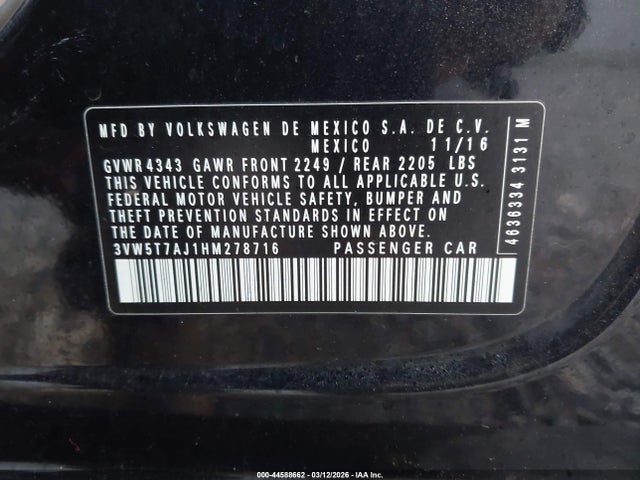 MFD BY VOLKSWAGEN DE MEXICO S.A. DE C.V.
MEXICO 11/16
GVWR 4343 GAWR FRONT 2249 / REAR 2205 LBS
THIS VEHICLE CONFORMS TO ALL APPLICABLE U.S.
FEDERAL MOTOR VEHICLE SAFETY, BUMPER AND
THEFT PREVENTION STANDARDS IN EFFECT ON THE
DATE OF MANUFACTURE SHOWN ABOVE.
3VW5T7AJ1HM278716 PASSENGER CAR
4636334 3131 M
000-44588662 - 03/12/2026 - IAA Inc.